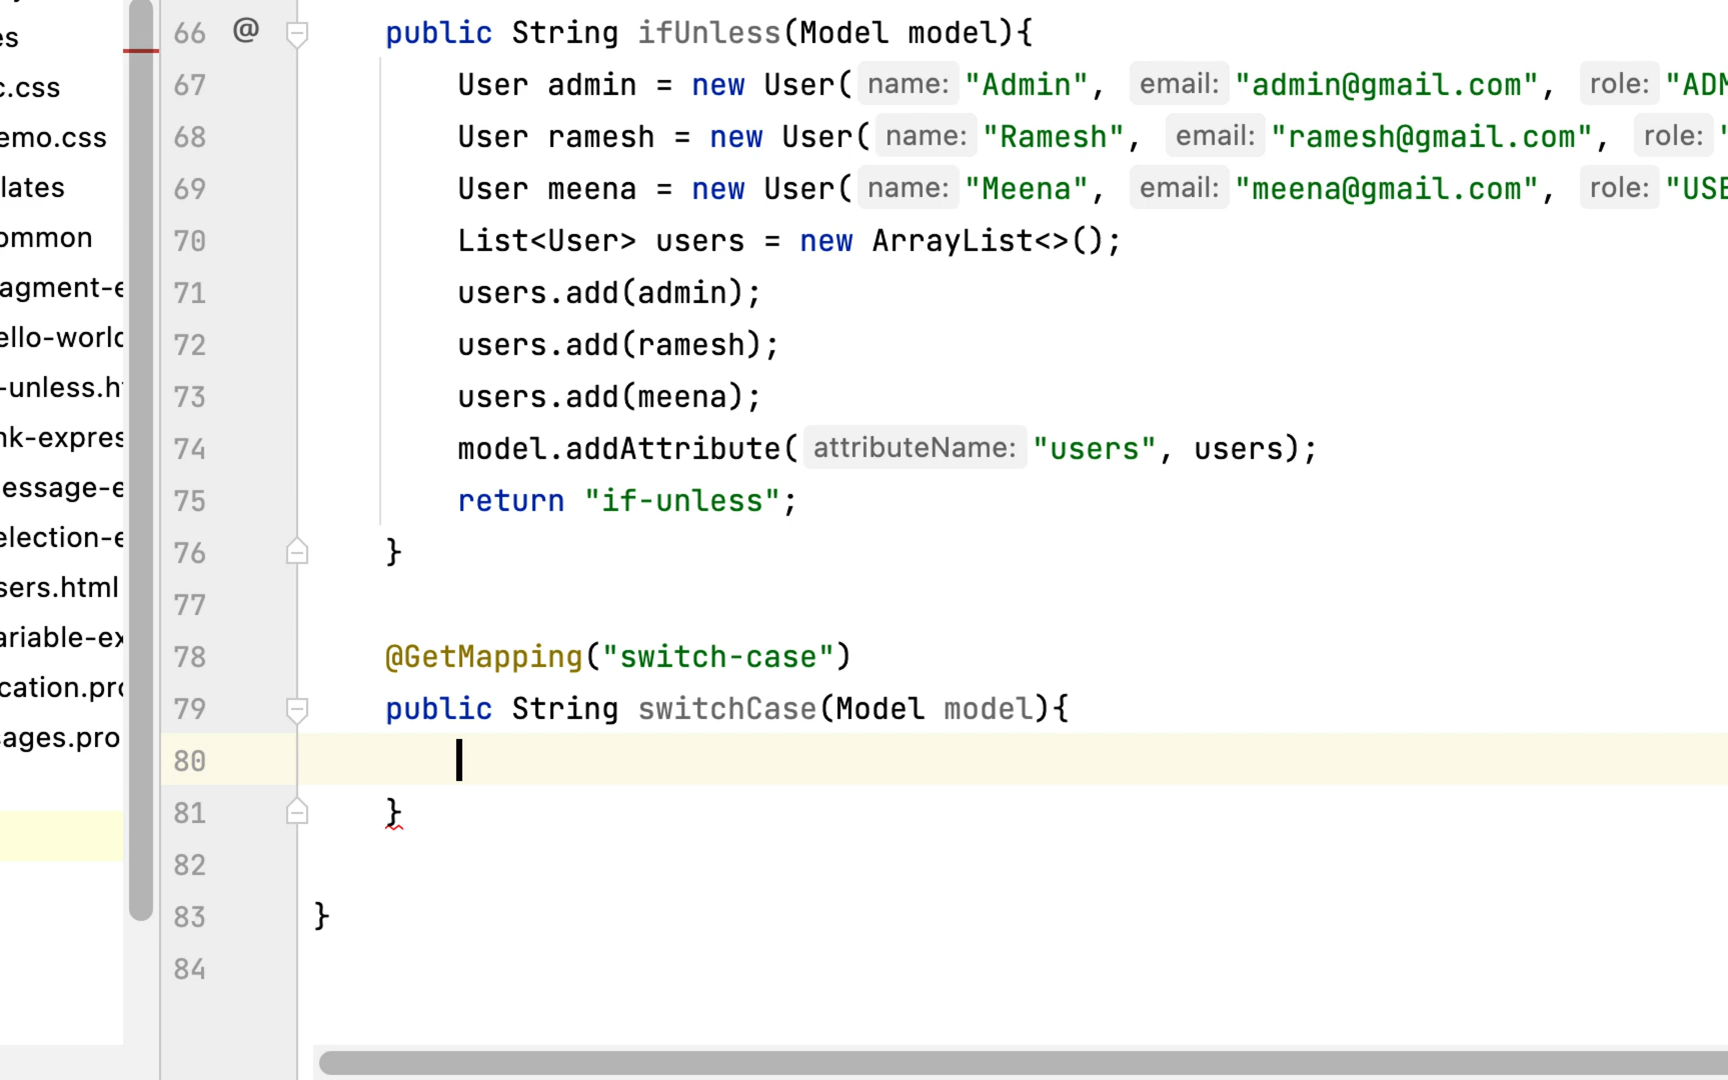 es
c.css
emo.css
lates
ommon
agment-e
ello-world
-unless.h
nk-expres
essage-e
election-e
sers.html
ariable-ex
cation.pro
sages.pro
66 @ public String ifUnless(Model model){
67 User admin = new User( name: "Admin", email: "admin@gmail.com", role: "ADM
68 User ramesh = new User( name: "Ramesh", email: "ramesh@gmail.com", role: "
69 User meena = new User( name: "Meena", email: "meena@gmail.com", role: "USE
70 List<User> users = new ArrayList<>();
71 users.add(admin);
72 users.add(ramesh);
73 users.add(meena);
74 model.addAttribute( attributeName: "users", users);
75 return "if-unless";
76 }
77
78 @GetMapping("switch-case")
79 public String switchCase(Model model){
80
81 }
82
83 }
84